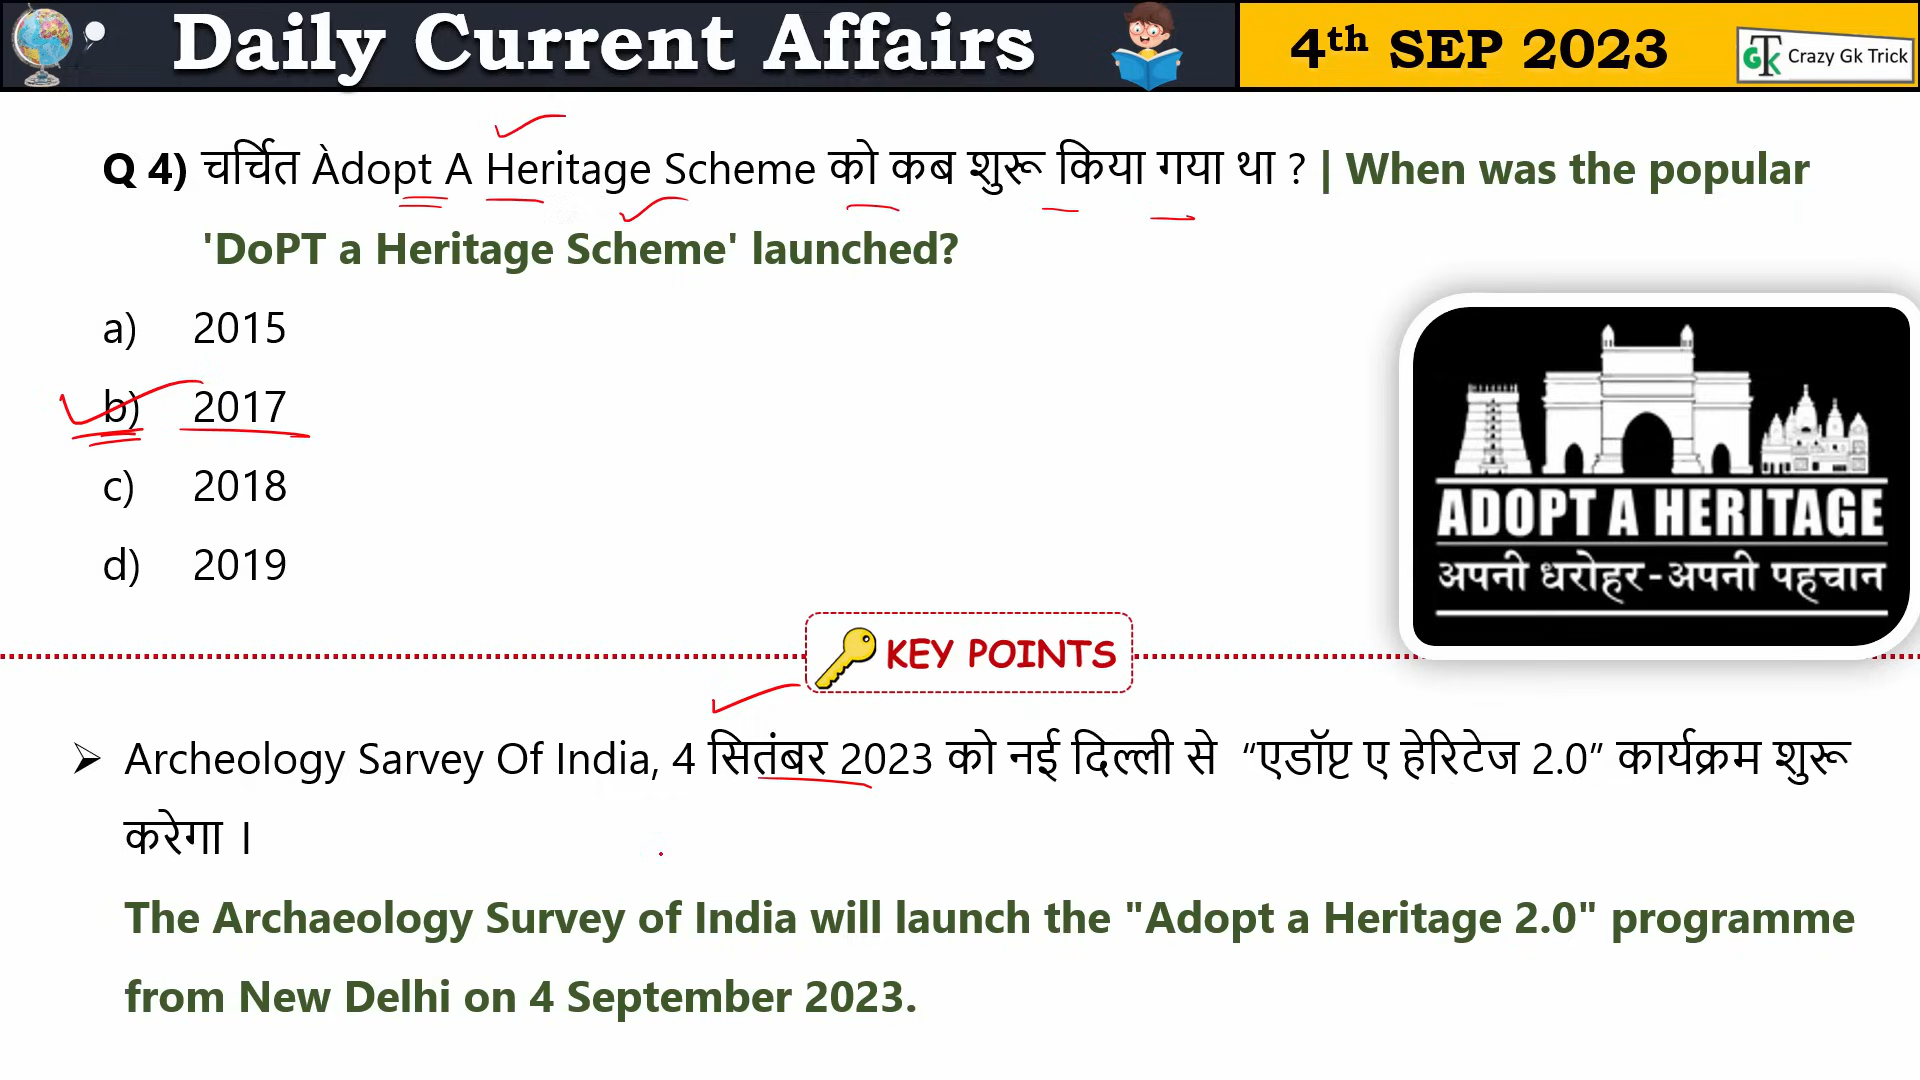 Daily Current Affairs
4th SEP 2023
GTK Crazy Gk Trick
Q 4) चर्चित Àdopt A Heritage Scheme को कब शुरू किया गया था ? | When was the popular
'DoPT a Heritage Scheme' launched?
a) 2015
b) 2017
c) 2018
d) 2019
ADOPT A HERITAGE
अपनी धरोहर-अपनी पहचान
KEY POINTS
➢ Archeology Sarvey Of India, 4 सितंबर 2023 को नई दिल्ली से “एडॉप्ट ए हेरिटेज 2.0” कार्यक्रम शुरू
करेगा ।
The Archaeology Survey of India will launch the "Adopt a Heritage 2.0" programme
from New Delhi on 4 September 2023.